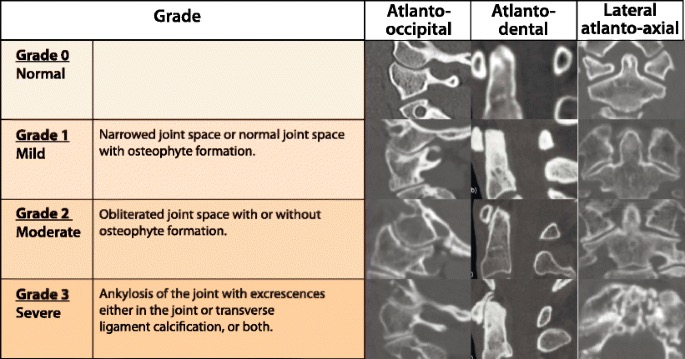 Grade
Atlanto-
occipital
Atlanto-
dental
Lateral
atlanto-axial
Grade 0
Normal
Grade 1
Mild
Narrowed joint space or normal joint space
with osteophyte formation.
Grade 2
Moderate
Obliterated joint space with or without
osteophyte formation.
Grade 3
Severe
Ankylosis of the joint with excrescences
either in the joint or transverse
ligament calcification, or both.